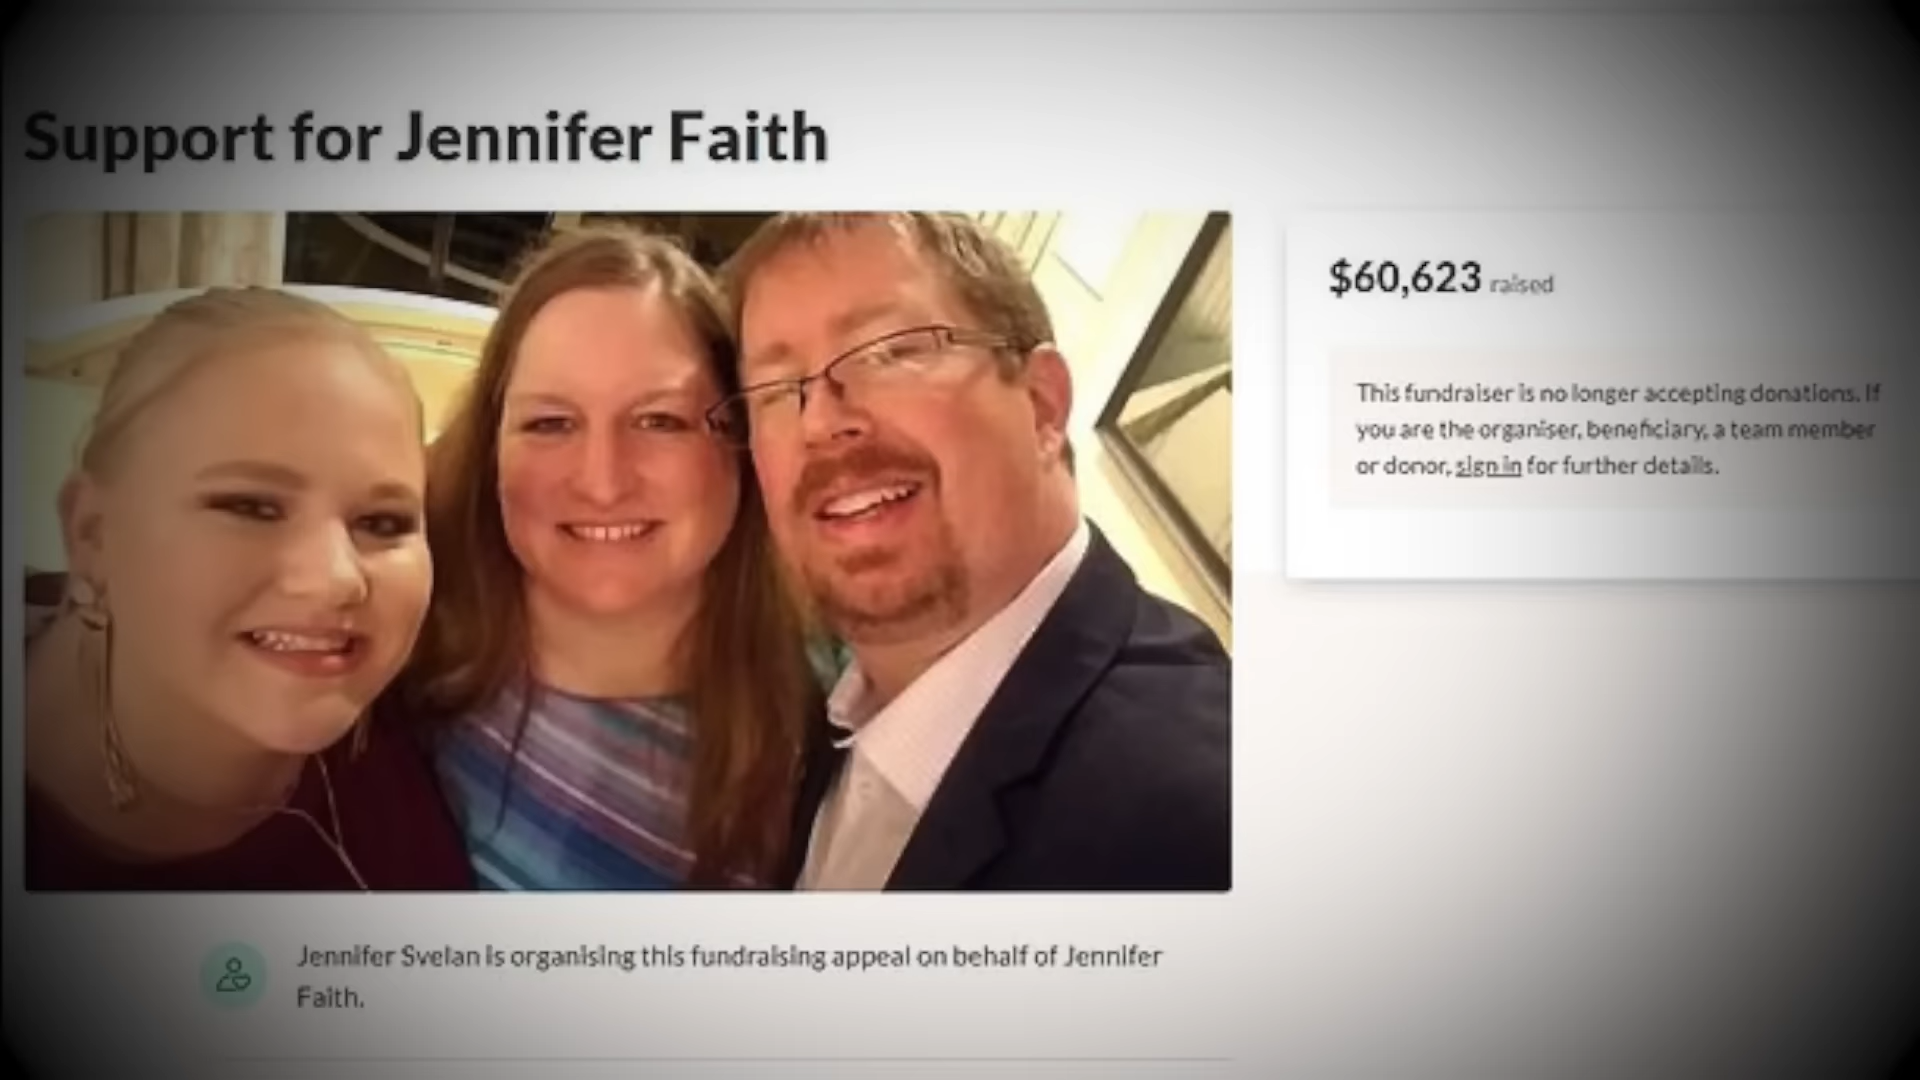 Support for Jennifer Faith
$60,623 raised
This fundraiser is no longer accepting donations. If
you are the organiser, beneficiary, a team member
or donor, sign in for further details.
Jennifer Svelan is organising this fundraising appeal on behalf of Jennifer
Faith.